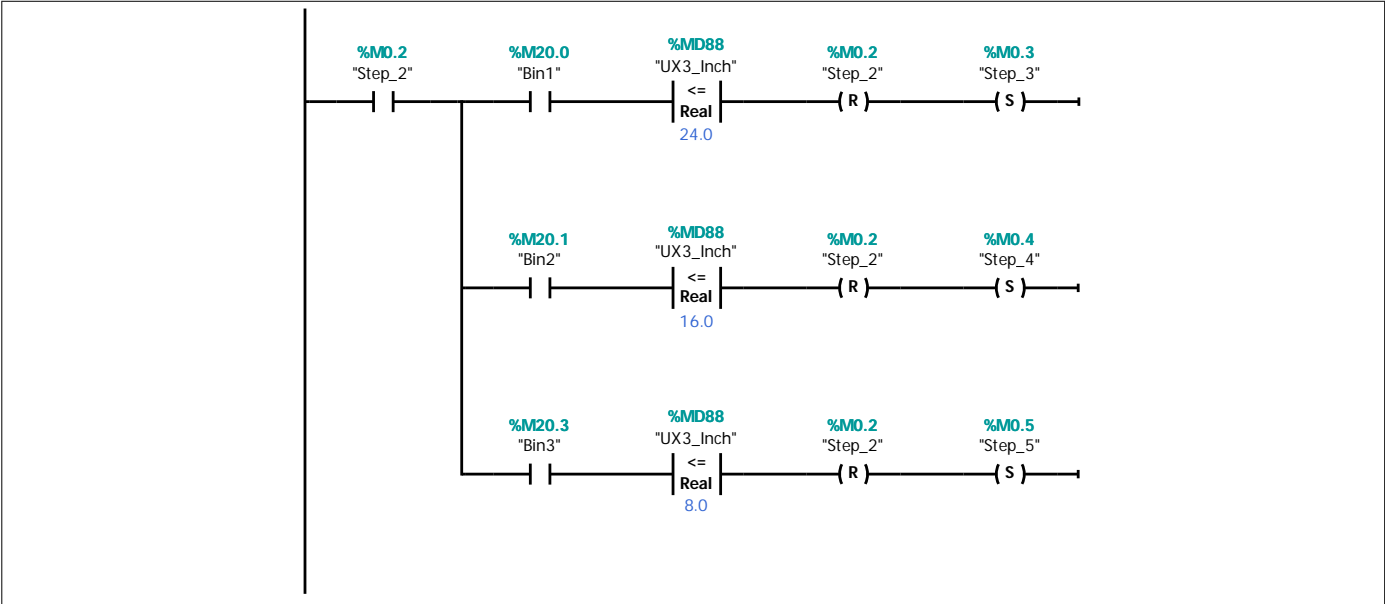 %M0.2
"Step_2"
%M20.0
"Bin1"
%MD88
"UX3_Inch"
<=
Real
24.0
%M0.2
"Step_2"
R
%M0.3
"Step_3"
S
%M20.1
"Bin2"
%MD88
"UX3_Inch"
<=
Real
16.0
%M0.2
"Step_2"
R
%M0.4
"Step_4"
S
%M20.3
"Bin3"
%MD88
"UX3_Inch"
<=
Real
8.0
%M0.2
"Step_2"
R
%M0.5
"Step_5"
S